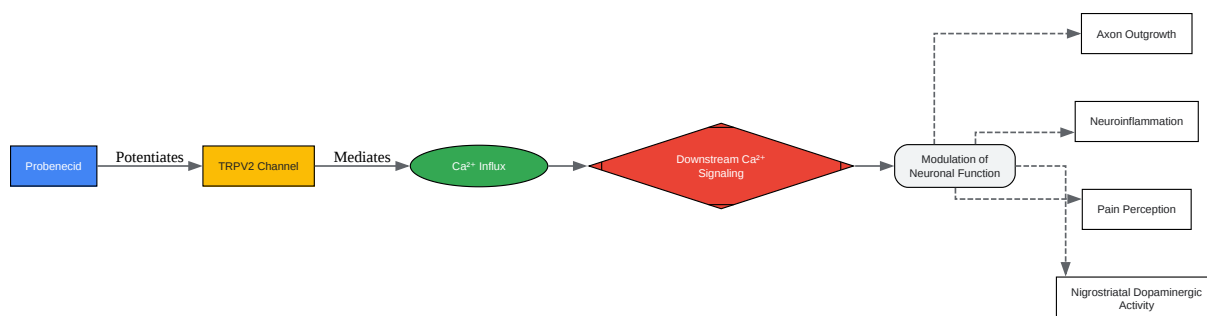 Probenecid
Potentiates
TRPV2 Channel
Mediates
Ca²⁺ Influx
Downstream Ca²⁺
Signaling
Modulation of
Neuronal Function
Axon Outgrowth
Neuroinflammation
Pain Perception
Nigrostriatal Dopaminergic
Activity